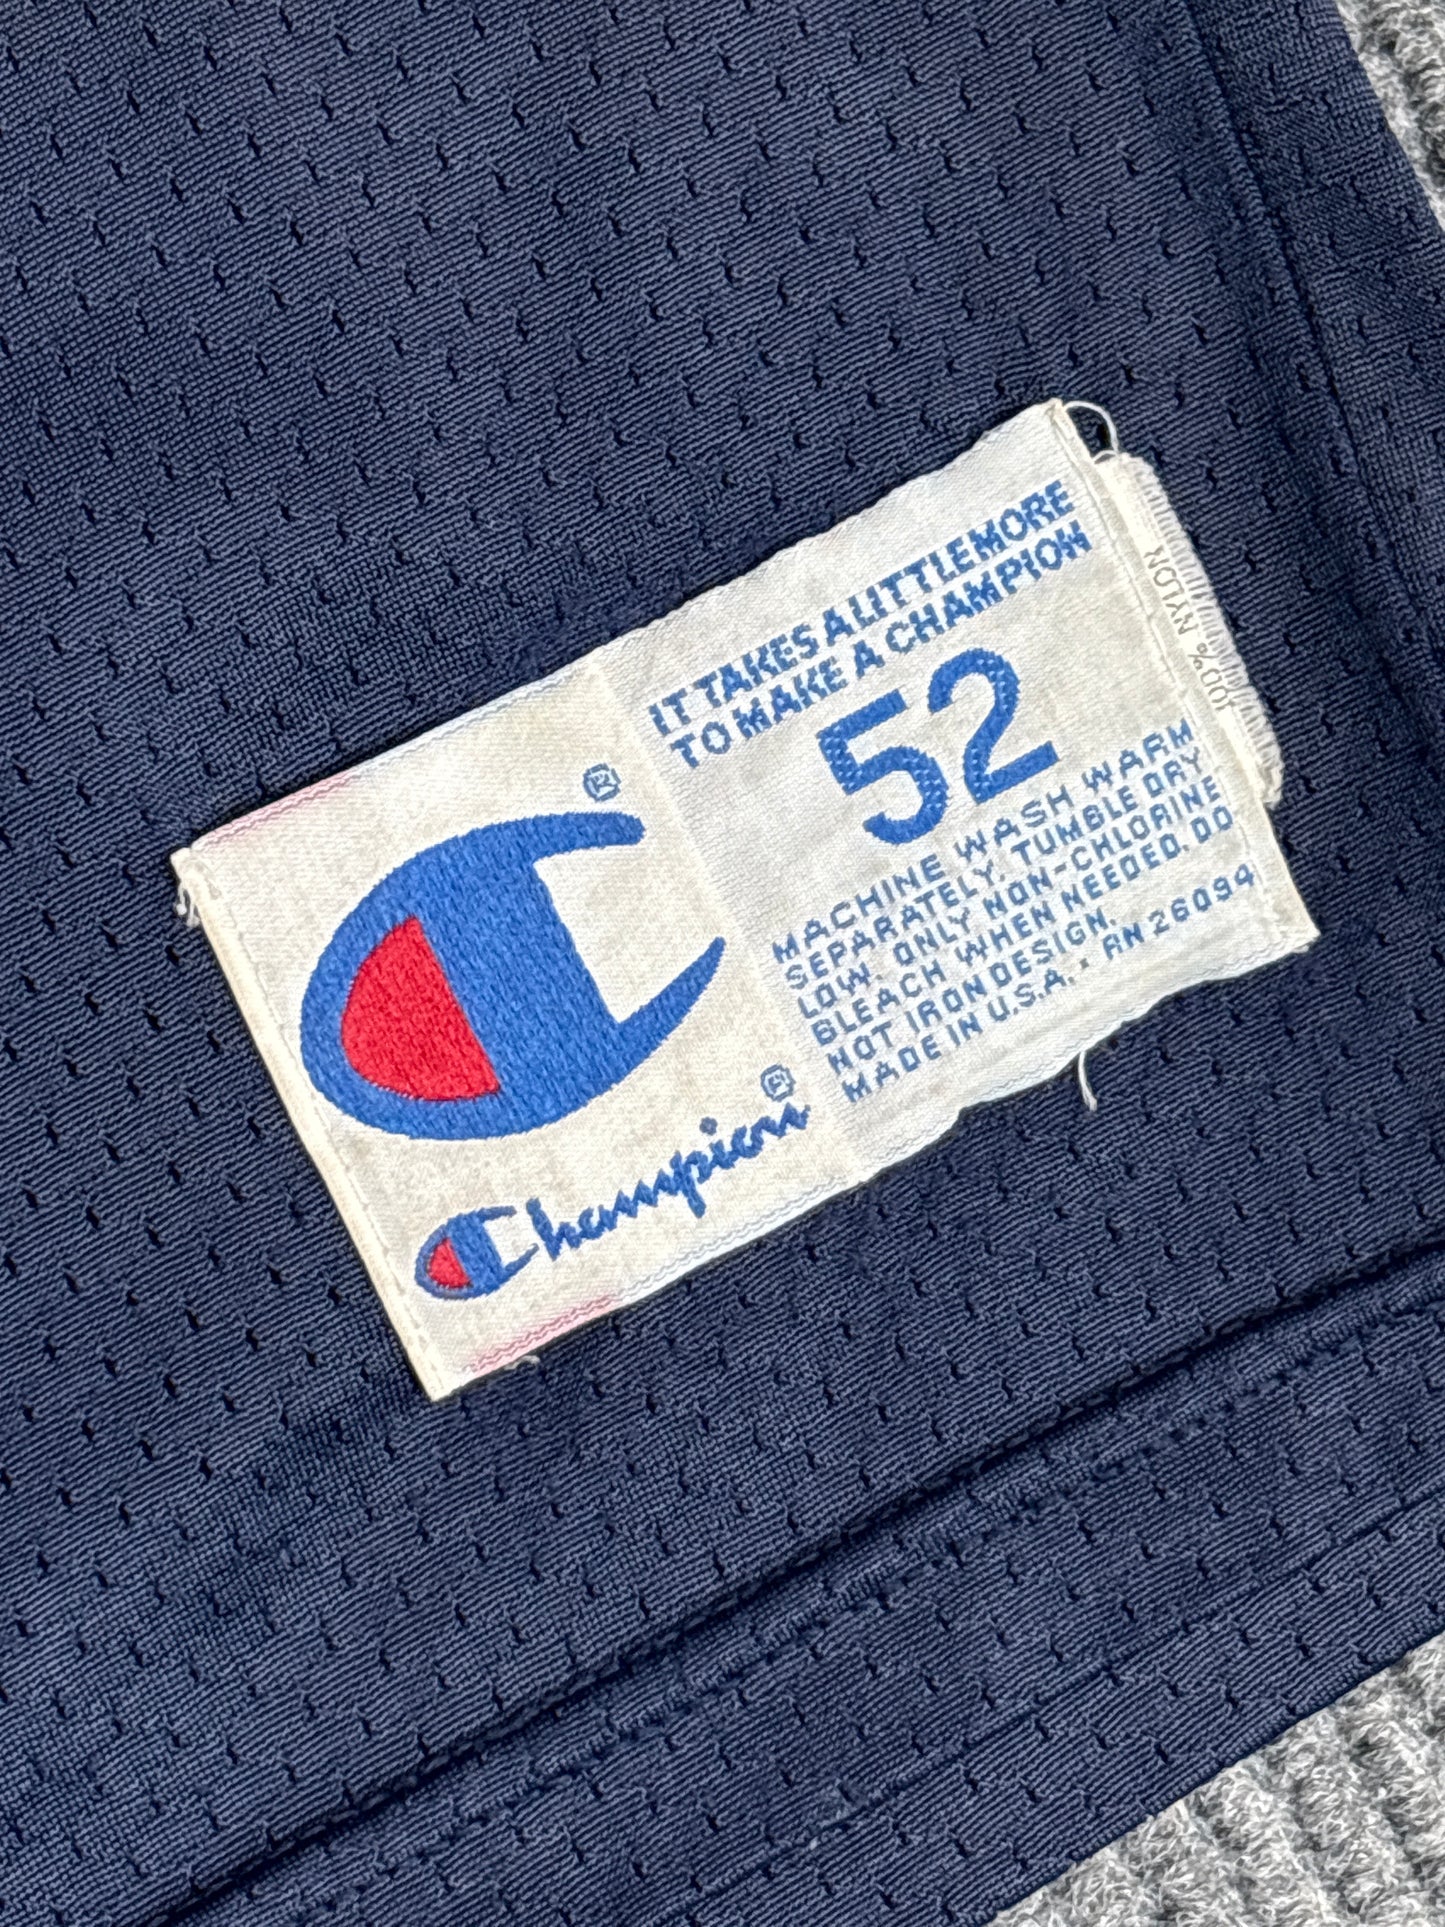 IT TAKES A LITTLE MORE
TO MAKE A CHAMPION
52
MACHINE WASH WARM
SEPARATELY. TUMBLE DRY
LOW. ONLY NON-CHLORINE
BLEACH WHEN NEEDED. DO
NOT IRON DESIGN.
MADE IN U.S.A. • RN 26094
®
®
Champion
100% NYLON